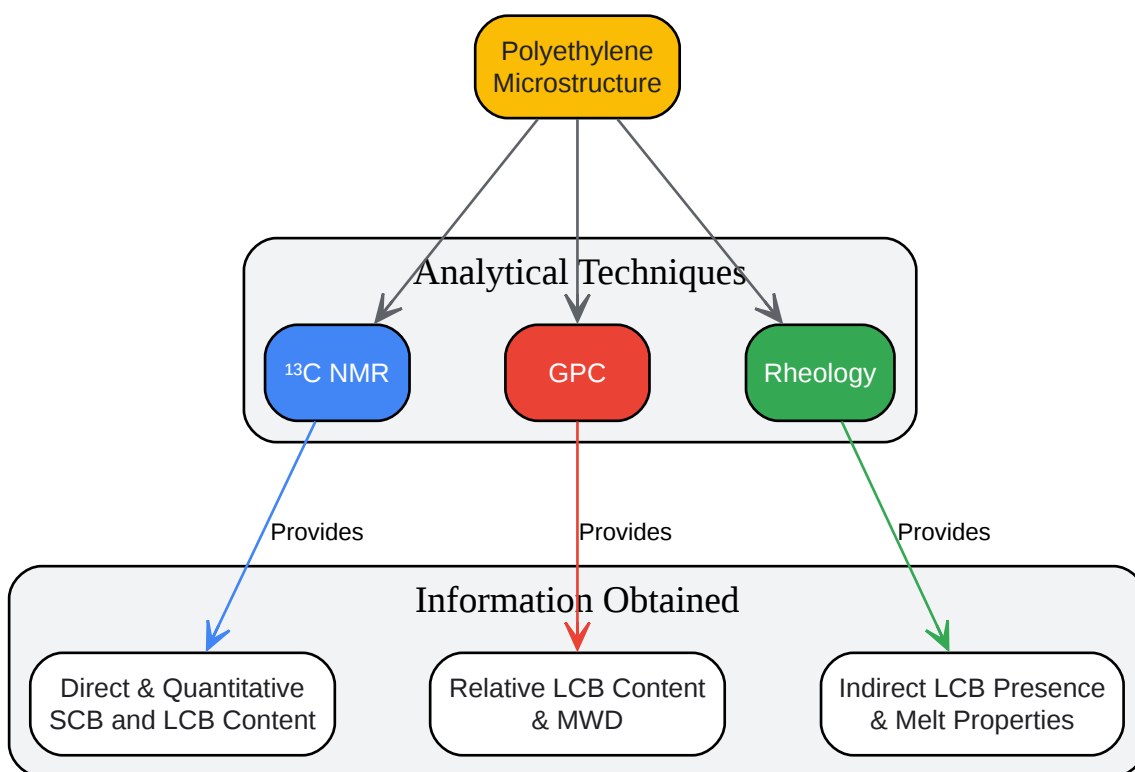 Polyethylene
Microstructure
Analytical Techniques
¹³C NMR
GPC
Rheology
Provides
Provides
Provides
Information Obtained
Direct & Quantitative
SCB and LCB Content
Relative LCB Content
& MWD
Indirect LCB Presence
& Melt Properties